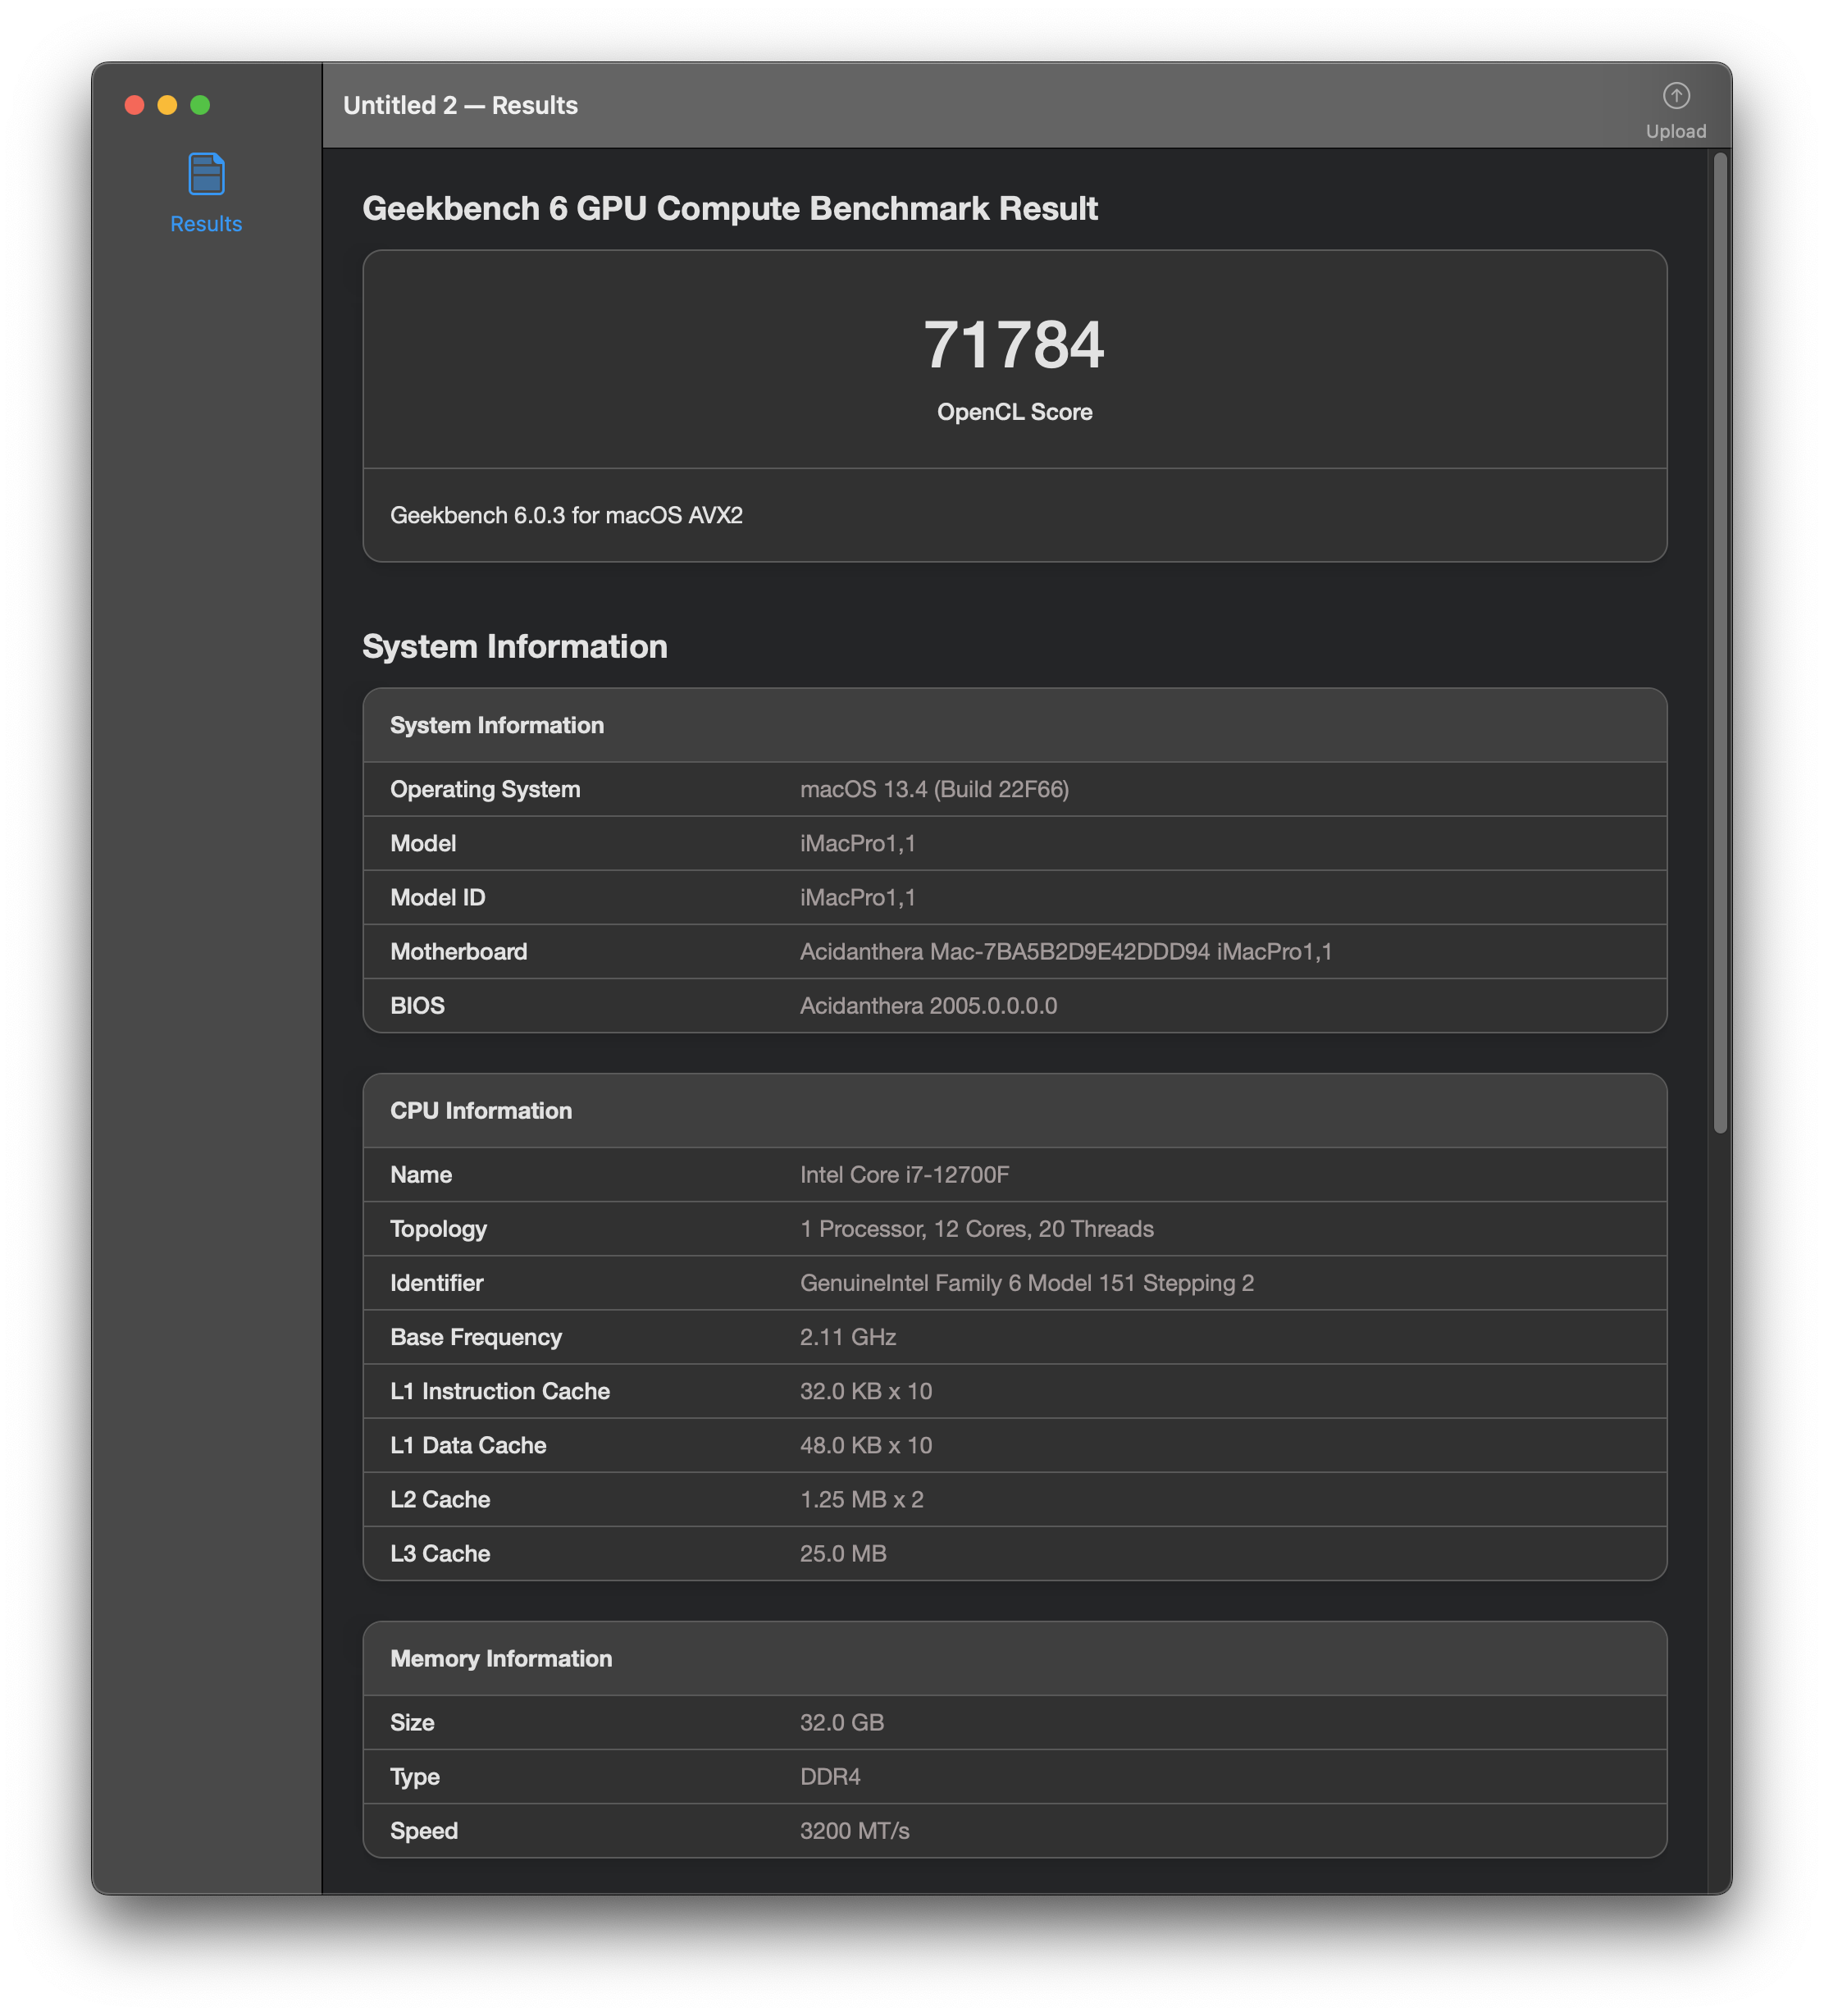 Untitled 2 — Results
Upload
Results
Geekbench 6 GPU Compute Benchmark Result
71784
OpenCL Score
Geekbench 6.0.3 for macOS AVX2
System Information
System Information
Operating System macOS 13.4 (Build 22F66)
Model iMacPro1,1
Model ID iMacPro1,1
Motherboard Acidanthera Mac-7BA5B2D9E42DDD94 iMacPro1,1
BIOS Acidanthera 2005.0.0.0.0
CPU Information
Name Intel Core i7-12700F
Topology 1 Processor, 12 Cores, 20 Threads
Identifier GenuineIntel Family 6 Model 151 Stepping 2
Base Frequency 2.11 GHz
L1 Instruction Cache 32.0 KB x 10
L1 Data Cache 48.0 KB x 10
L2 Cache 1.25 MB x 2
L3 Cache 25.0 MB
Memory Information
Size 32.0 GB
Type DDR4
Speed 3200 MT/s